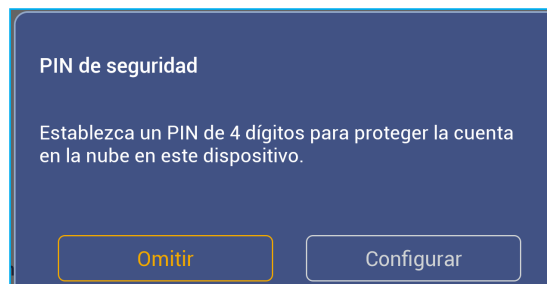 PIN de seguridad
Establezca un PIN de 4 dígitos para proteger la cuenta
en la nube en este dispositivo.
Omitir Configurar